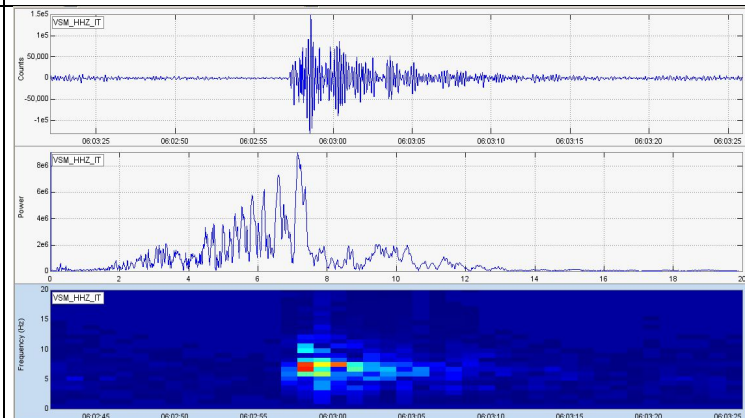 1.5e5
VSM_HHZ_IT
1e5
50,000
0
-50,000
-1e5
Counts
06:03:25 06:02:50 06:02:55 06:03:00 06:03:05 06:03:10 06:03:15 06:03:20 06:03:25
VSM_HHZ_IT
8e6
6e6
4e6
2e6
0
Power
0 2 4 6 8 10 12 14 16 18 20
20
VSM_HHZ_IT
15
10
5
0
Frequency (Hz)
06:02:45 06:02:50 06:02:55 06:03:00 06:03:05 06:03:10 06:03:15 06:03:20 06:03:25